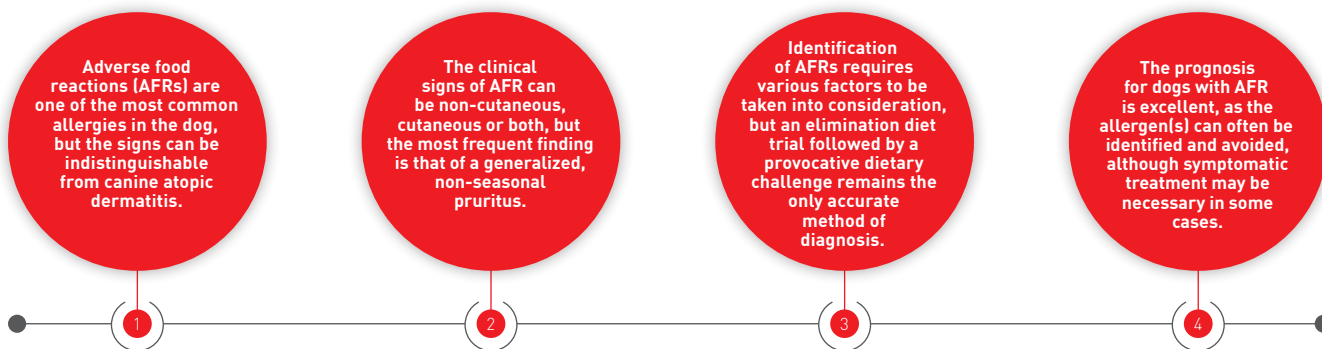 Adverse food
reactions (AFRs) are
one of the most common
allergies in the dog,
but the signs can be
indistinguishable
from canine atopic
dermatitis.
1
The clinical
signs of AFR can
be non-cutaneous,
cutaneous or both, but
the most frequent finding
is that of a generalized,
non-seasonal
pruritus.
2
Identification
of AFRs requires
various factors to be
taken into consideration,
but an elimination diet
trial followed by a
provocative dietary
challenge remains the
only accurate
method of
diagnosis.
3
The prognosis
for dogs with AFR
is excellent, as the
allergen(s) can often be
identified and avoided,
although symptomatic
treatment may be
necessary in some
cases.
4